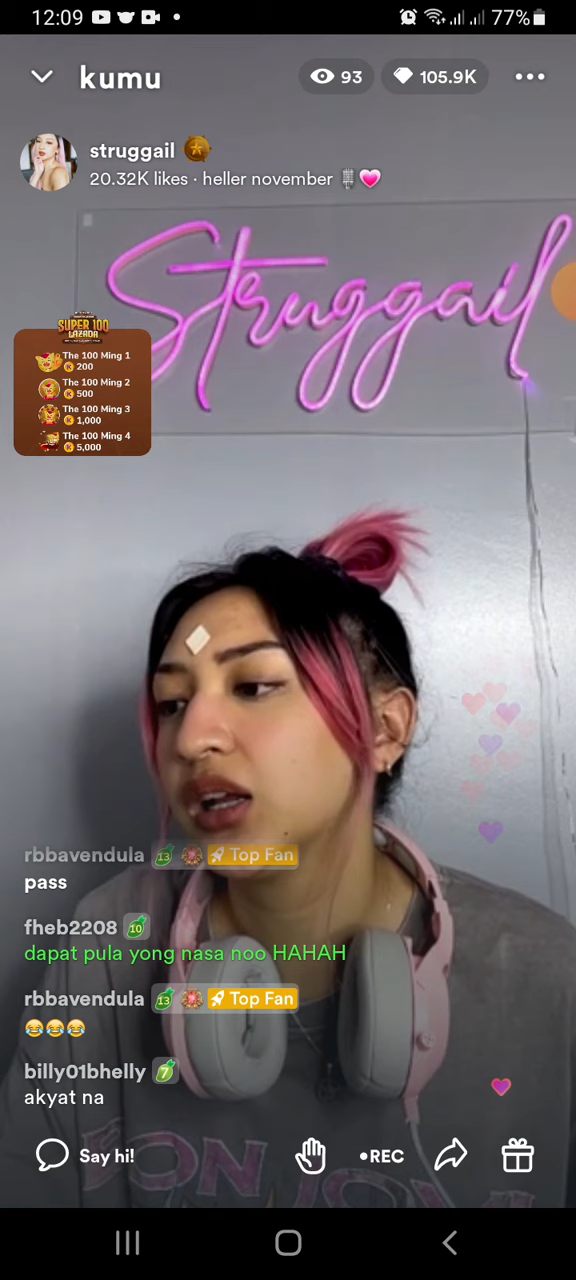 12:09
77%
kumu
93
105.9K
struggail
20.32K likes · heller november 🎙️💗
Struggail
SUPER 100
LAZADA
The 100 Ming 1
200
The 100 Ming 2
500
The 100 Ming 3
1,000
The 100 Ming 4
5,000
rbbavendula 13 Top Fan
pass
fheb2208 10
dapat pula yong nasa noo HAHAH
rbbavendula 13 Top Fan
😂😂😂
billy01bhelly 7
akyat na
Say hi!
•REC